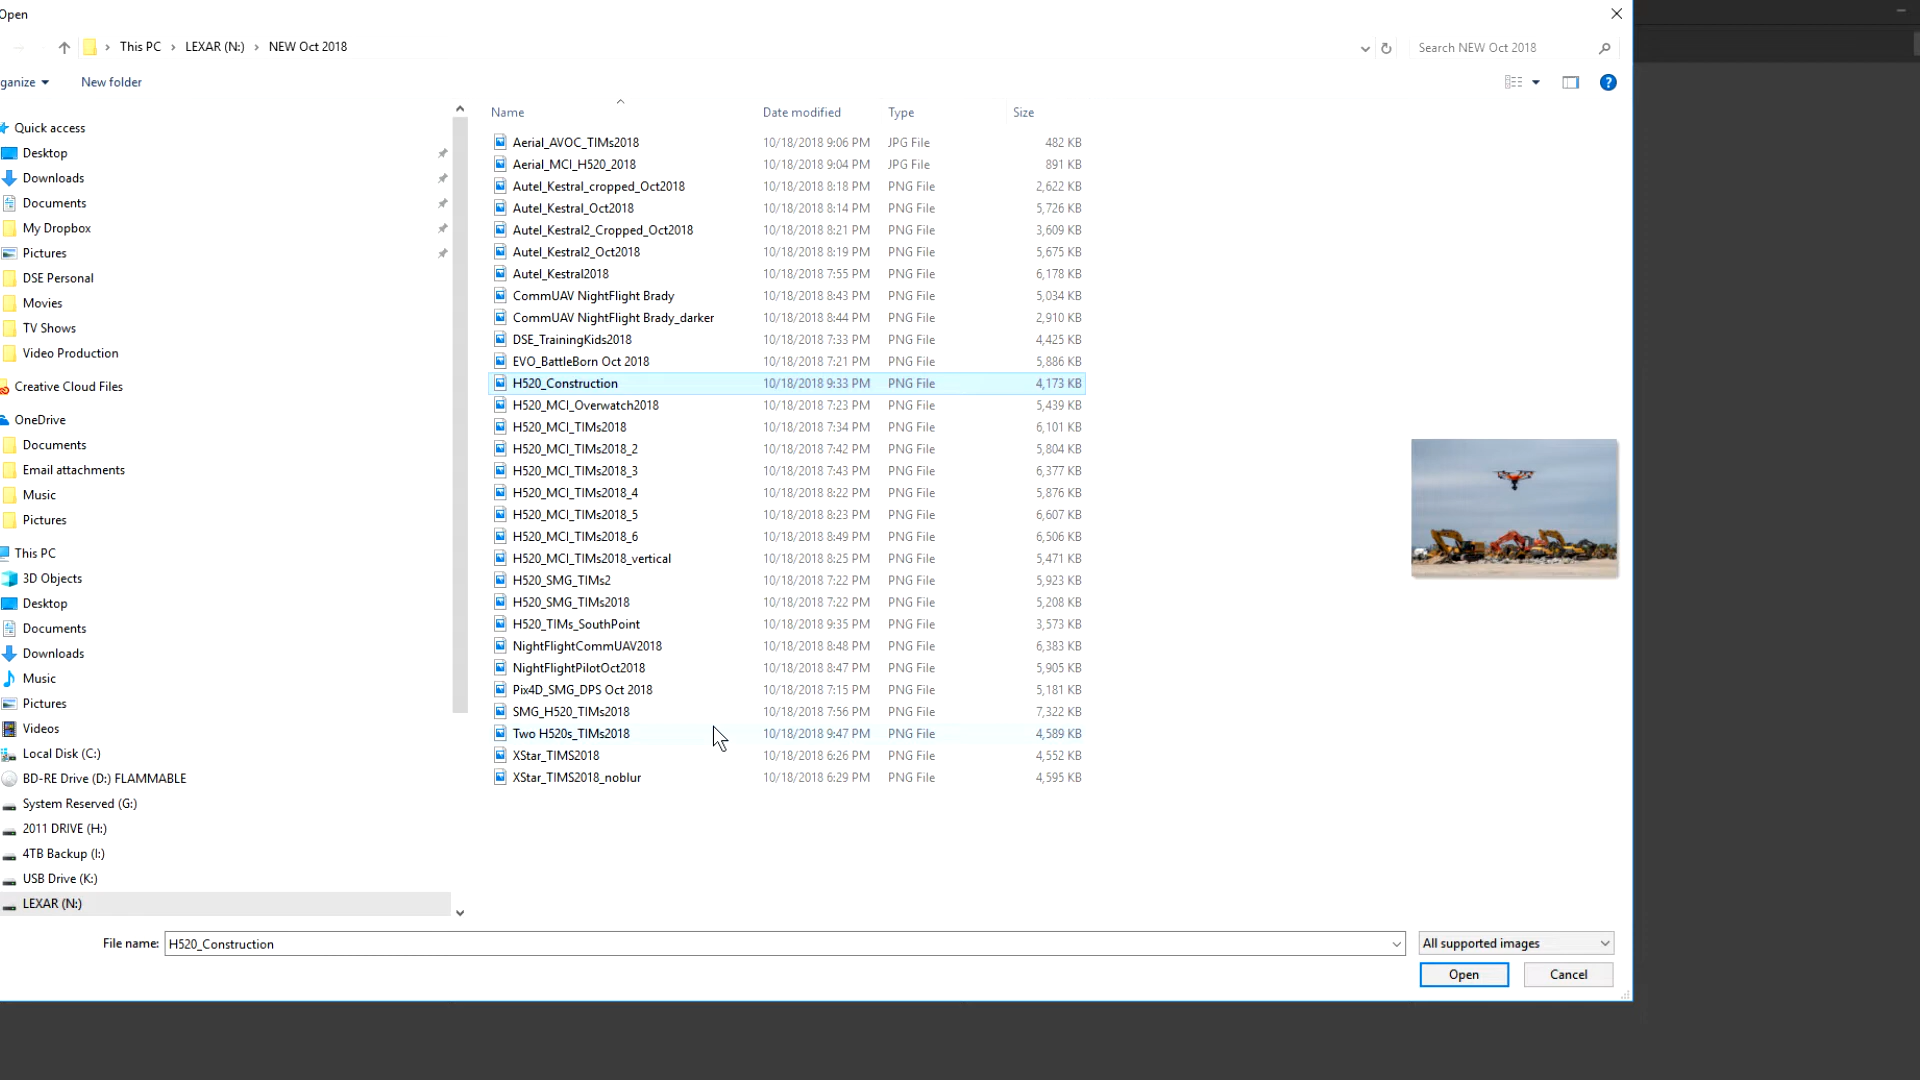 Open
This PC > LEXAR (N:) > NEW Oct 2018
Search NEW Oct 2018
ganize
New folder
Name Date modified Type Size
Quick access
Desktop
Downloads
Documents
My Dropbox
Pictures
DSE Personal
Movies
TV Shows
Video Production
Creative Cloud Files
OneDrive
Documents
Email attachments
Music
Pictures
This PC
3D Objects
Desktop
Documents
Downloads
Music
Pictures
Videos
Local Disk (C:)
BD-RE Drive (D:) FLAMMABLE
System Reserved (G:)
2011 DRIVE (H:)
4TB Backup (I:)
USB Drive (K:)
LEXAR (N:)
Aerial_AVOC_TIMs2018 10/18/2018 9:06 PM JPG File 482 KB
Aerial_MCI_H520_2018 10/18/2018 9:04 PM JPG File 891 KB
Autel_Kestral_cropped_Oct2018 10/18/2018 8:18 PM PNG File 2,622 KB
Autel_Kestral_Oct2018 10/18/2018 8:14 PM PNG File 5,726 KB
Autel_Kestral2_Cropped_Oct2018 10/18/2018 8:21 PM PNG File 3,609 KB
Autel_Kestral2_Oct2018 10/18/2018 8:19 PM PNG File 5,675 KB
Autel_Kestral2018 10/18/2018 7:55 PM PNG File 6,178 KB
CommUAV NightFlight Brady 10/18/2018 8:43 PM PNG File 5,034 KB
CommUAV NightFlight Brady_darker 10/18/2018 8:44 PM PNG File 2,910 KB
DSE_TrainingKids2018 10/18/2018 7:33 PM PNG File 4,425 KB
EVO_BattleBorn Oct 2018 10/18/2018 7:21 PM PNG File 5,886 KB
H520_Construction 10/18/2018 9:33 PM PNG File 4,173 KB
H520_MCI_Overwatch2018 10/18/2018 7:23 PM PNG File 5,439 KB
H520_MCI_TIMs2018 10/18/2018 7:34 PM PNG File 6,101 KB
H520_MCI_TIMs2018_2 10/18/2018 7:42 PM PNG File 5,804 KB
H520_MCI_TIMs2018_3 10/18/2018 7:43 PM PNG File 6,377 KB
H520_MCI_TIMs2018_4 10/18/2018 8:22 PM PNG File 5,876 KB
H520_MCI_TIMs2018_5 10/18/2018 8:23 PM PNG File 6,607 KB
H520_MCI_TIMs2018_6 10/18/2018 8:49 PM PNG File 6,506 KB
H520_MCI_TIMs2018_vertical 10/18/2018 8:25 PM PNG File 5,471 KB
H520_SMG_TIMs2 10/18/2018 7:22 PM PNG File 5,923 KB
H520_SMG_TIMs2018 10/18/2018 7:22 PM PNG File 5,208 KB
H520_TIMs_SouthPoint 10/18/2018 9:35 PM PNG File 3,573 KB
NightFlightCommUAV2018 10/18/2018 8:48 PM PNG File 6,383 KB
NightFlightPilotOct2018 10/18/2018 8:47 PM PNG File 5,905 KB
Pix4D_SMG_DPS Oct 2018 10/18/2018 7:15 PM PNG File 5,181 KB
SMG_H520_TIMs2018 10/18/2018 7:56 PM PNG File 7,322 KB
Two H520s_TIMs2018 10/18/2018 9:47 PM PNG File 4,589 KB
XStar_TIMS2018 10/18/2018 6:26 PM PNG File 4,552 KB
XStar_TIMS2018_noblur 10/18/2018 6:29 PM PNG File 4,595 KB
File name: H520_Construction
All supported images
Open Cancel